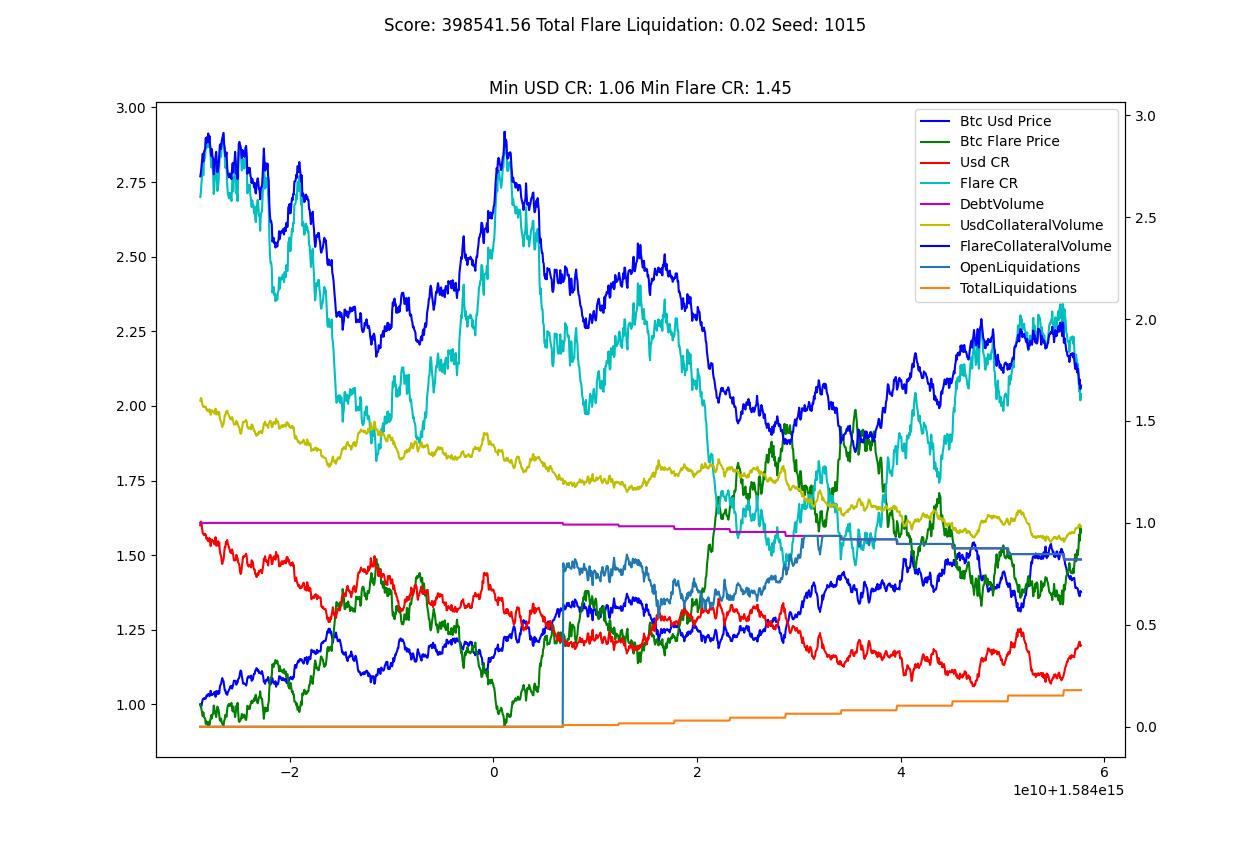 Score: 398541.56 Total Flare Liquidation: 0.02 Seed: 1015
Min USD CR: 1.06 Min Flare CR: 1.45
3.00
2.75
2.50
2.25
2.00
1.75
1.50
1.25
1.00
3.0
2.5
2.0
1.5
1.0
0.5
0.0
Btc Usd Price
Btc Flare Price
Usd CR
Flare CR
DebtVolume
UsdCollateralVolume
FlareCollateralVolume
OpenLiquidations
TotalLiquidations
−2 0 2 4 6
1e10+1.584e15